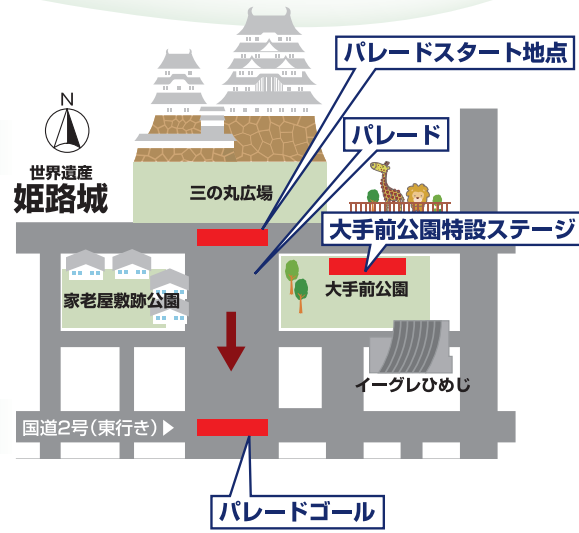 パレードスタート地点
N
パレード
世界遺産
姫路城
三の丸広場
大手前公園特設ステージ
家老屋敷跡公園
大手前公園
イーグレひめじ
国道2号(東行き)▶
パレードゴール